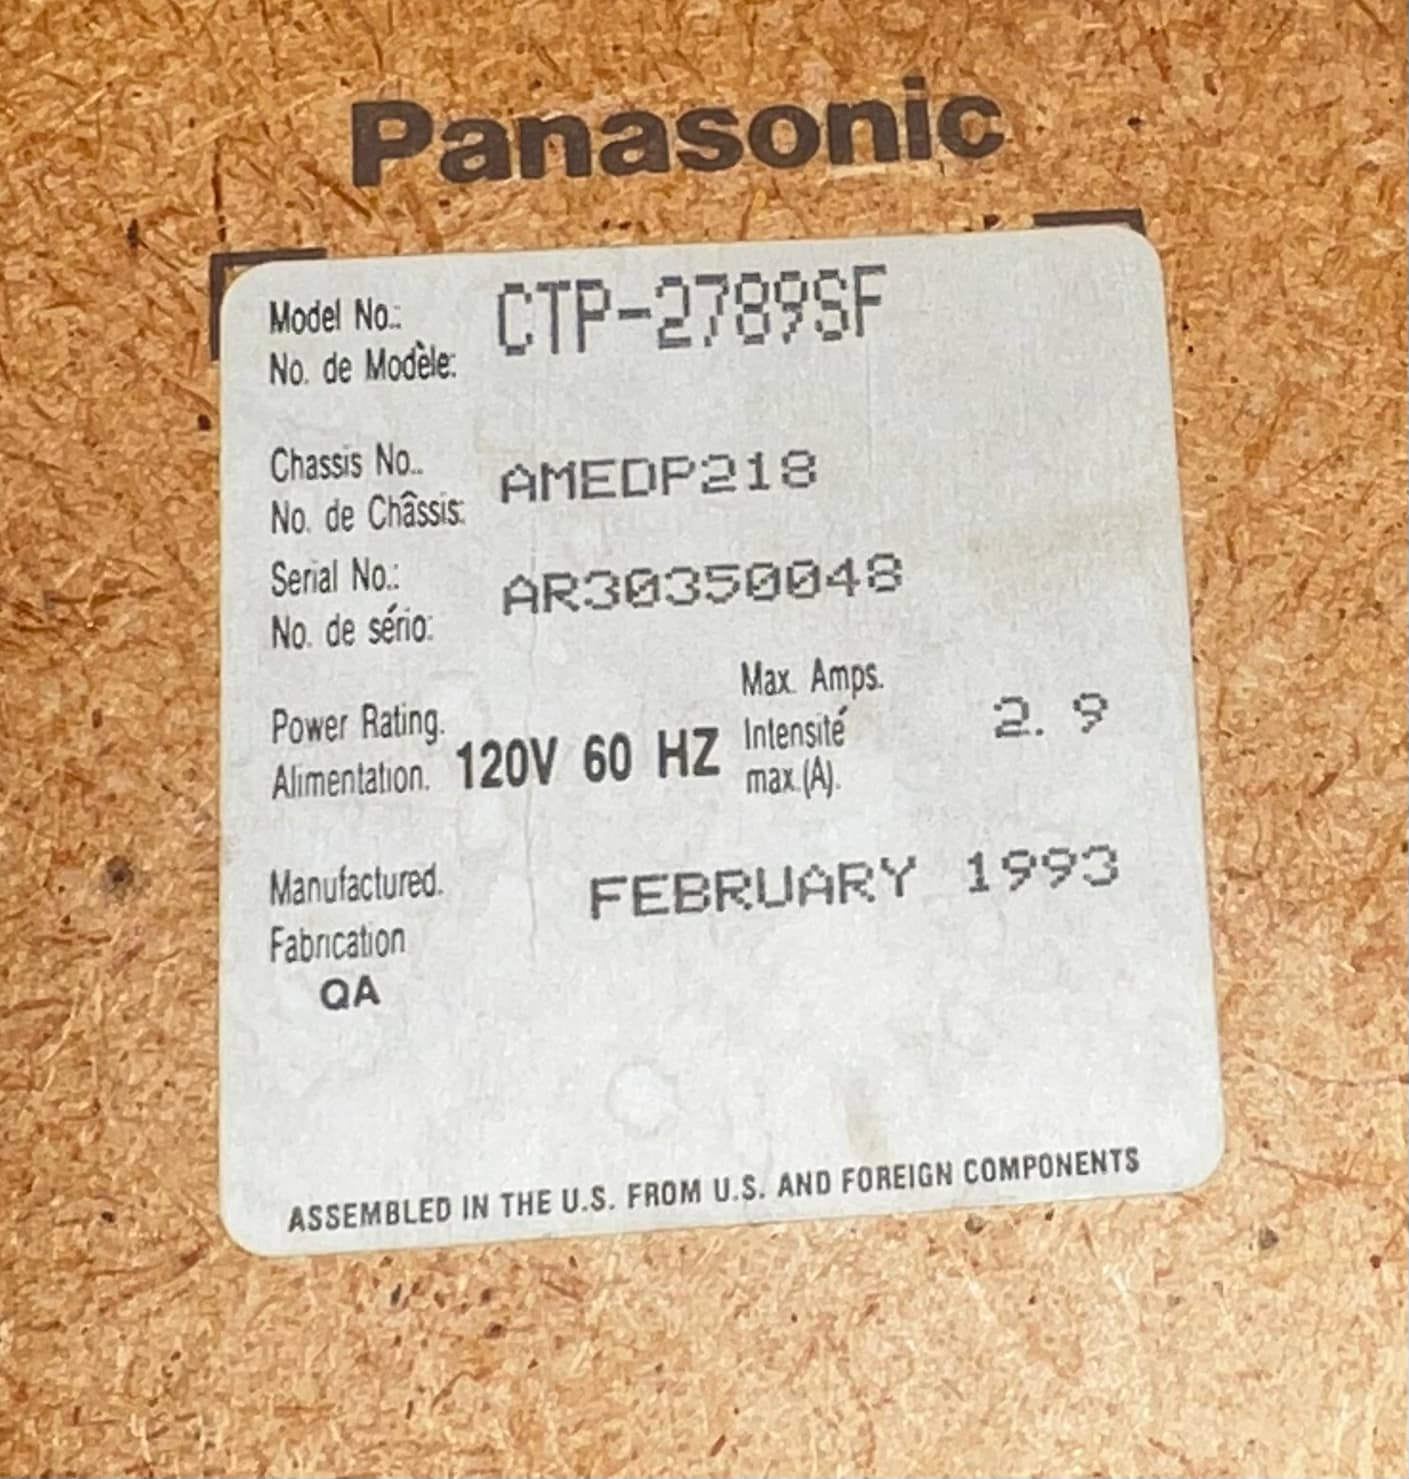 Panasonic
Model No.: CTP-2789SF
No. de Modèle:
Chassis No.. AMEDP218
No. de Châssis:
Serial No.: AR30350048
No. de sério:
Power Rating. 120V 60 HZ
Alimentation.
Max. Amps. 2.9
Intensité
max.(A).
Manufactured. FEBRUARY 1993
Fabrication
QA
ASSEMBLED IN THE U.S. FROM U.S. AND FOREIGN COMPONENTS